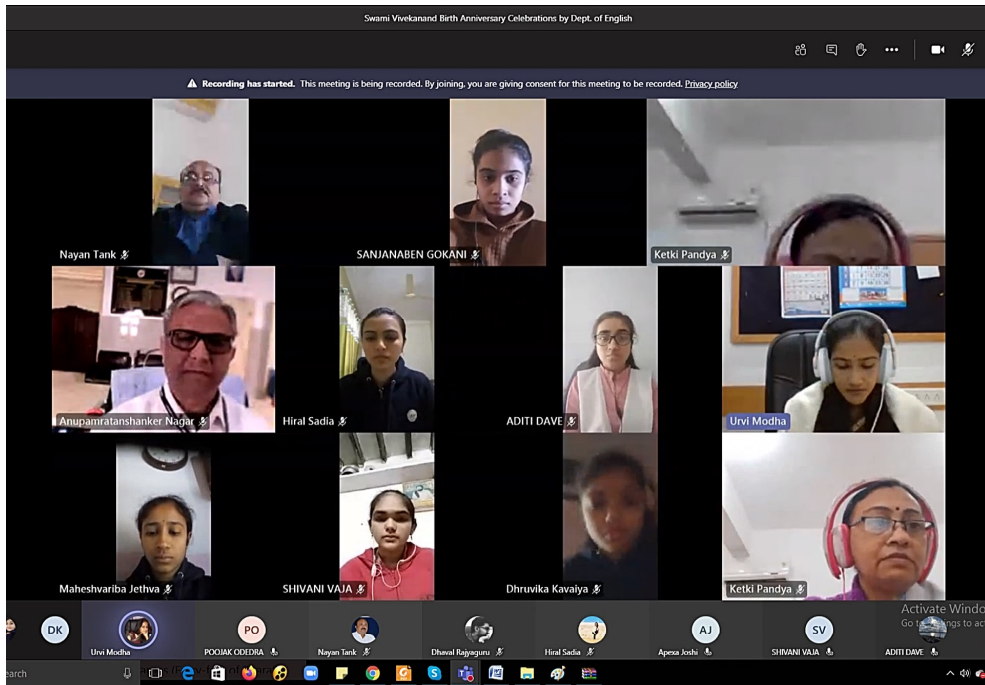 Swami Vivekanand Birth Anniversary Celebrations by Dept. of English
Recording has started. This meeting is being recorded. By joining, you are giving consent for this meeting to be recorded. Privacy policy
Nayan Tank
SANJANABEN GOKANI
Ketki Pandya
Anupamratanshanker Nagar
Hiral Sadia
ADITI DAVE
Urvi Modha
Maheshvariba Jethva
SHIVANI VAJA
Dhruvika Kavaiya
Ketki Pandya
Activate Windo
DK
PO
AJ
SV
Urvi Modha
POOJAK ODEDRA
Nayan Tank
Dhaval Rajyaguru
Hiral Sadia
Apexa Joshi
SHIVANI VAJA
ADITI DAVE
earch